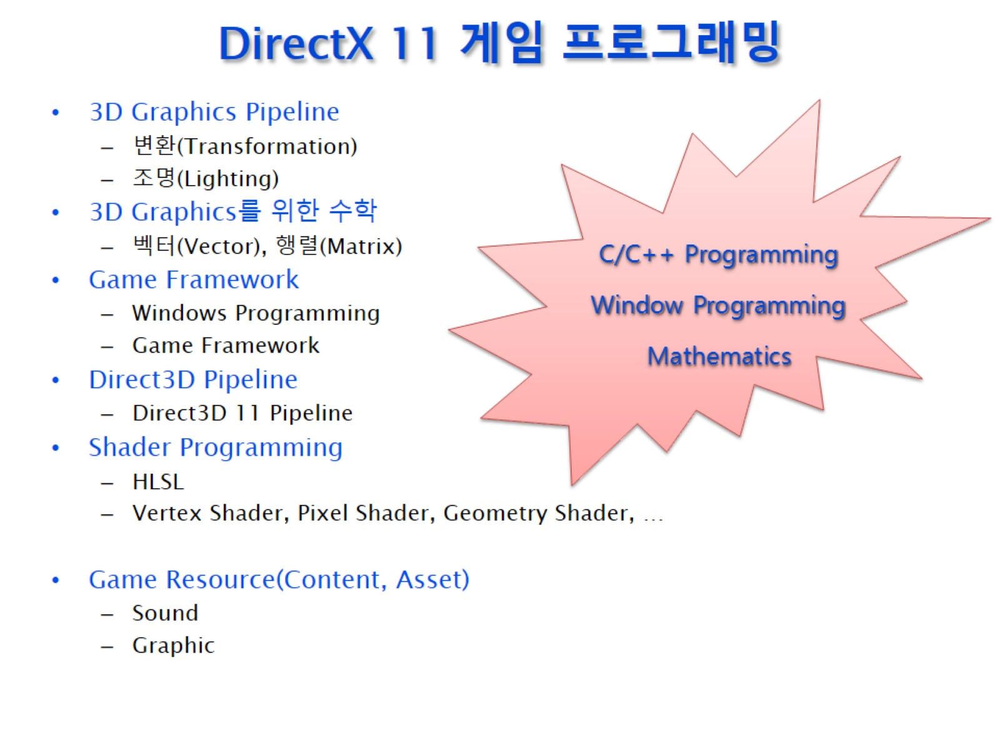 DirectX 11 게임 프로그래밍
• 3D Graphics Pipeline
– 변환(Transformation)
– 조명(Lighting)
• 3D Graphics를 위한 수학
– 벡터(Vector), 행렬(Matrix)
• Game Framework
– Windows Programming
– Game Framework
• Direct3D Pipeline
– Direct3D 11 Pipeline
• Shader Programming
– HLSL
– Vertex Shader, Pixel Shader, Geometry Shader, …
• Game Resource(Content, Asset)
– Sound
– Graphic
C/C++ Programming
Window Programming
Mathematics